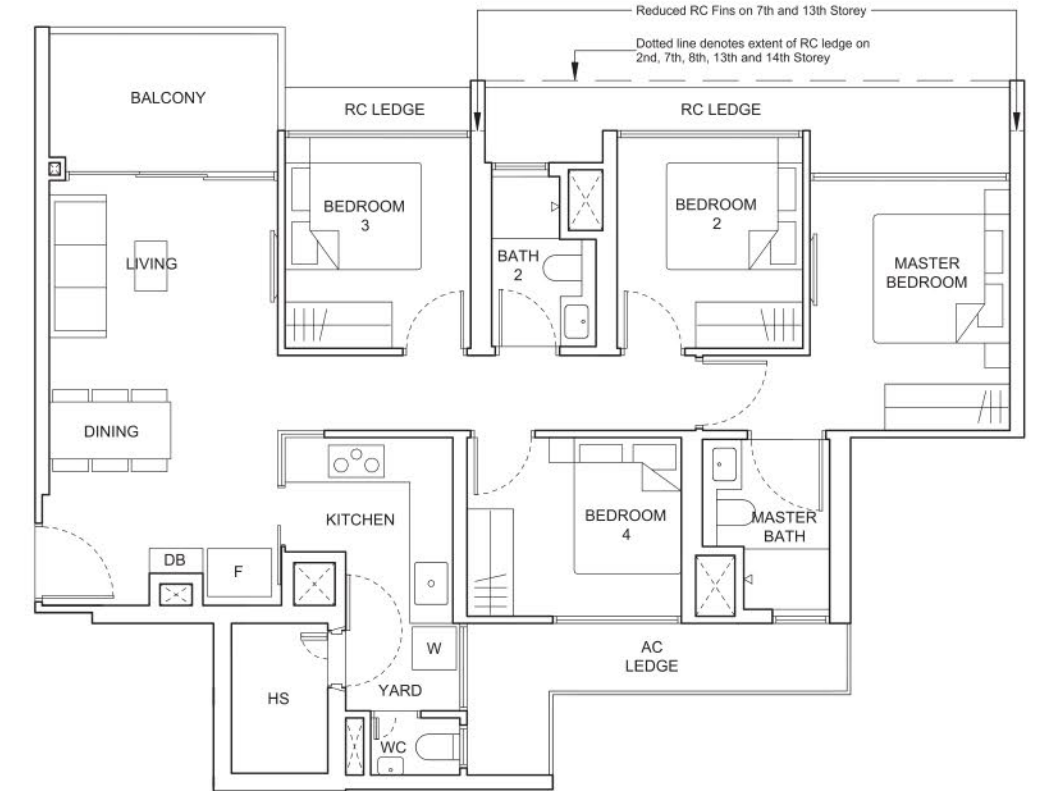 Reduced RC Fins on 7th and 13th Storey
Dotted line denotes extent of RC ledge on
2nd, 7th, 8th, 13th and 14th Storey
BALCONY
RC LEDGE
RC LEDGE
BEDROOM
3
BEDROOM
2
BATH
2
LIVING
MASTER
BEDROOM
DINING
KITCHEN
BEDROOM
4
MASTER
BATH
DB
F
W
AC
LEDGE
HS
YARD
WC